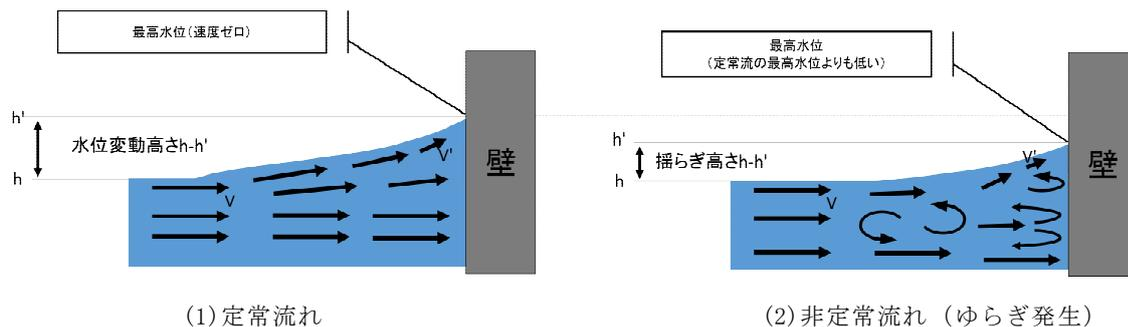 最高水位(速度ゼロ)
h'
水位変動高さh-h'
h
V
V'
壁
(1)定常流れ
最高水位
(定常流の最高水位よりも低い)
h'
揺らぎ高さh-h'
h
V
V'
壁
(2)非定常流れ（ゆらぎ発生）